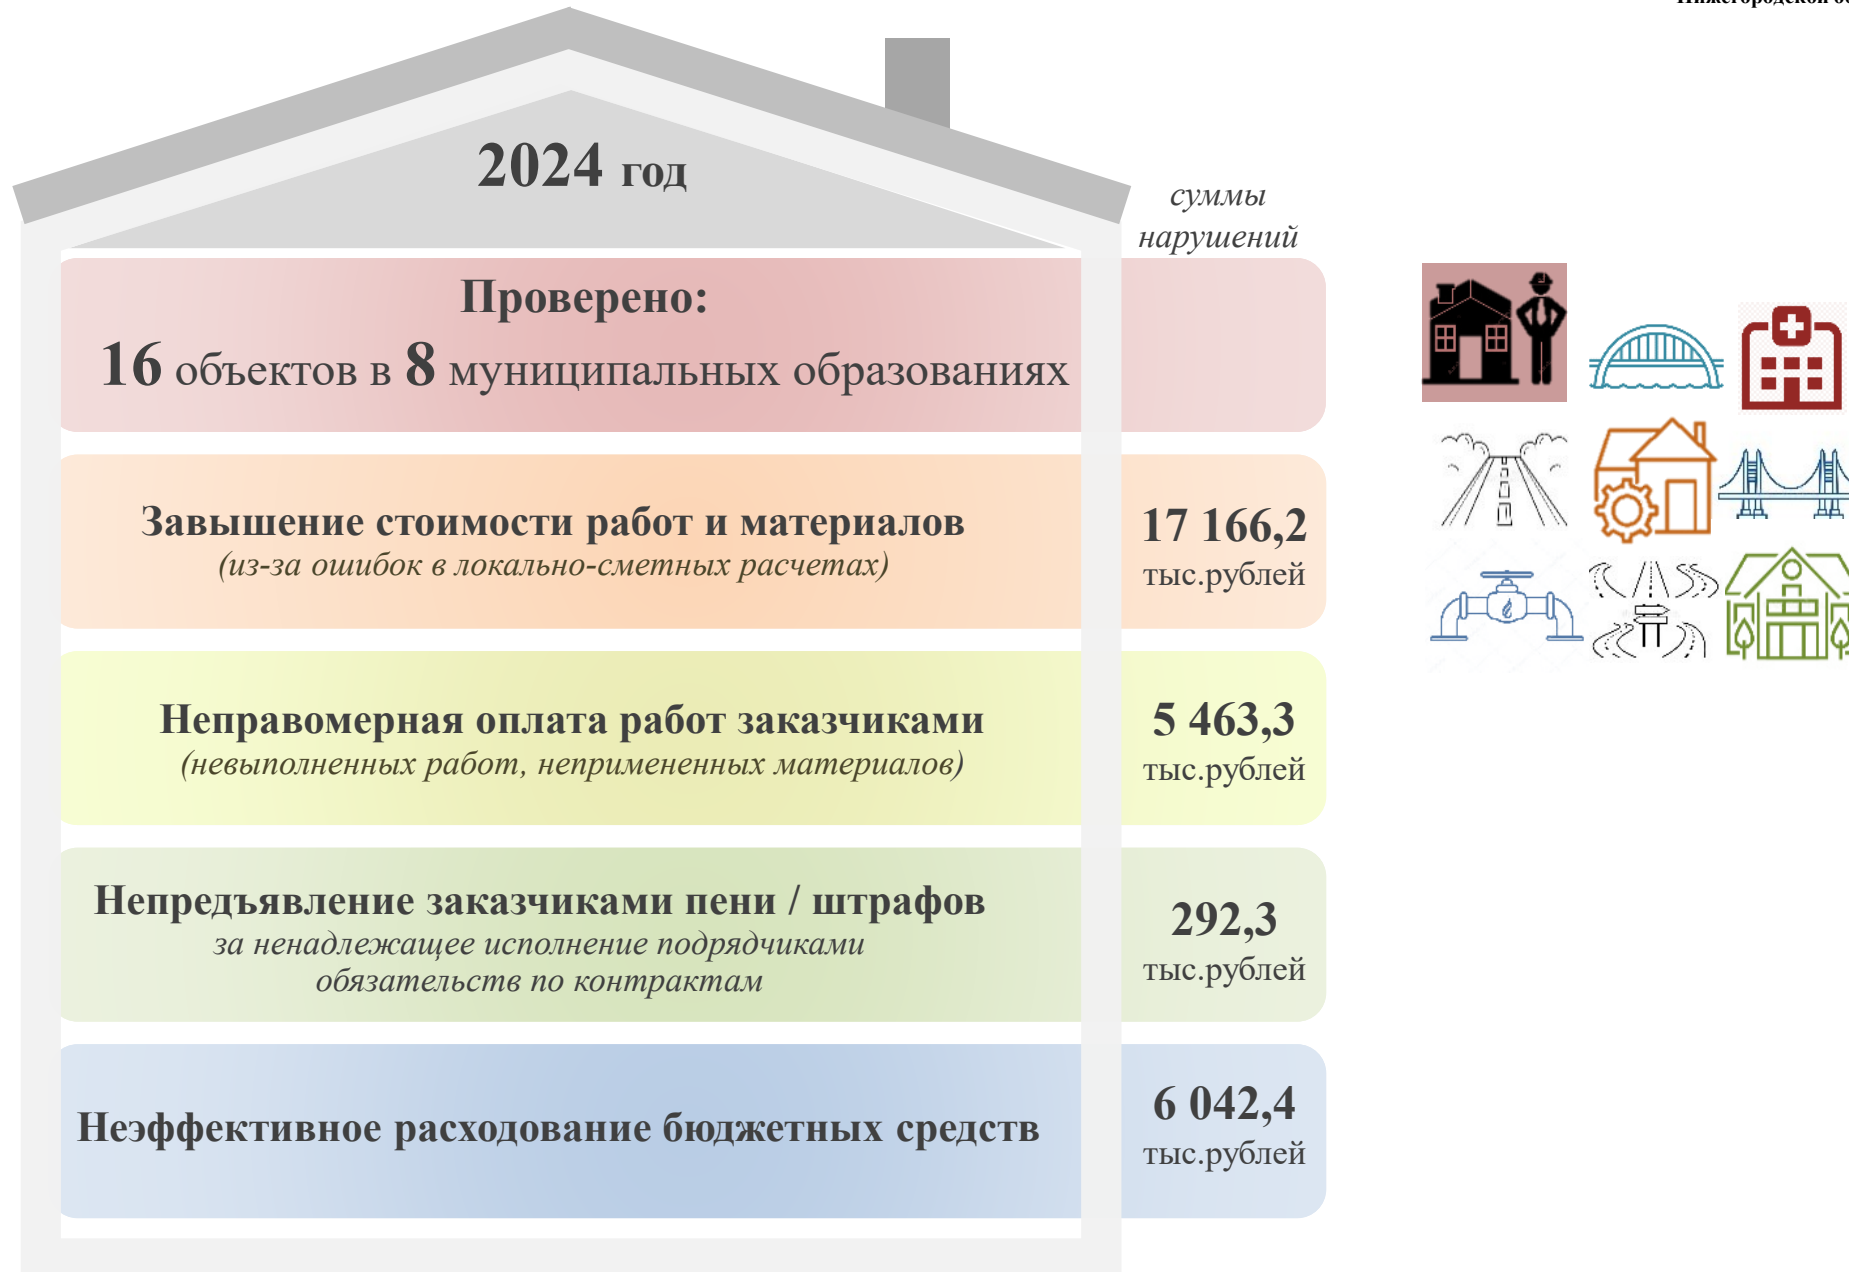 Нижегородской
2024 год
суммы
нарушений
Проверено:
16 объектов в 8 муниципальных образованиях
Завышение стоимости работ и материалов
(из-за ошибок в локально-сметных расчетах)
17 166,2
тыс.рублей
Неправомерная оплата работ заказчиками
(невыполненных работ, непримененных материалов)
5 463,3
тыс.рублей
Непредъявление заказчиками пени / штрафов
за ненадлежащее исполнение подрядчиками
обязательств по контрактам
292,3
тыс.рублей
Неэффективное расходование бюджетных средств
6 042,4
тыс.рублей